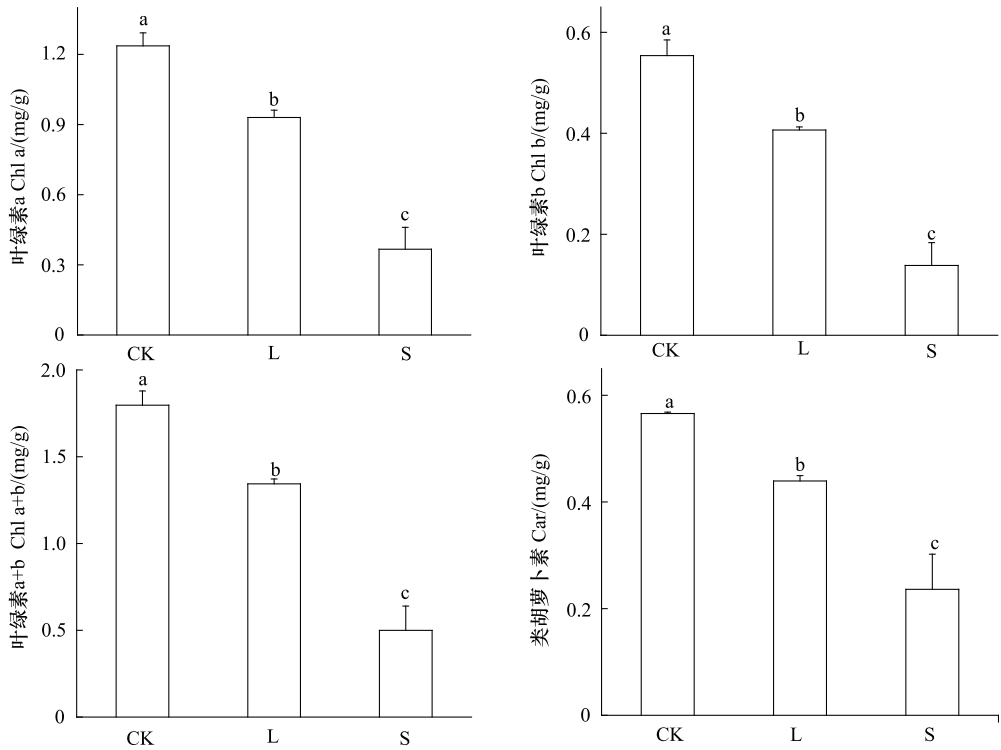 叶绿素a Chl a/(mg/g)
1.2
0.9
0.6
0.3
0
a
b
c
CK
L
S
叶绿素b Chl b/(mg/g)
0.6
0.4
0.2
0
a
b
c
CK
L
S
叶绿素a+b Chl a+b/(mg/g)
2.0
1.5
1.0
0.5
0
a
b
c
CK
L
S
类胡萝卜素 Car/(mg/g)
0.6
0.4
0.2
0
a
b
c
CK
L
S